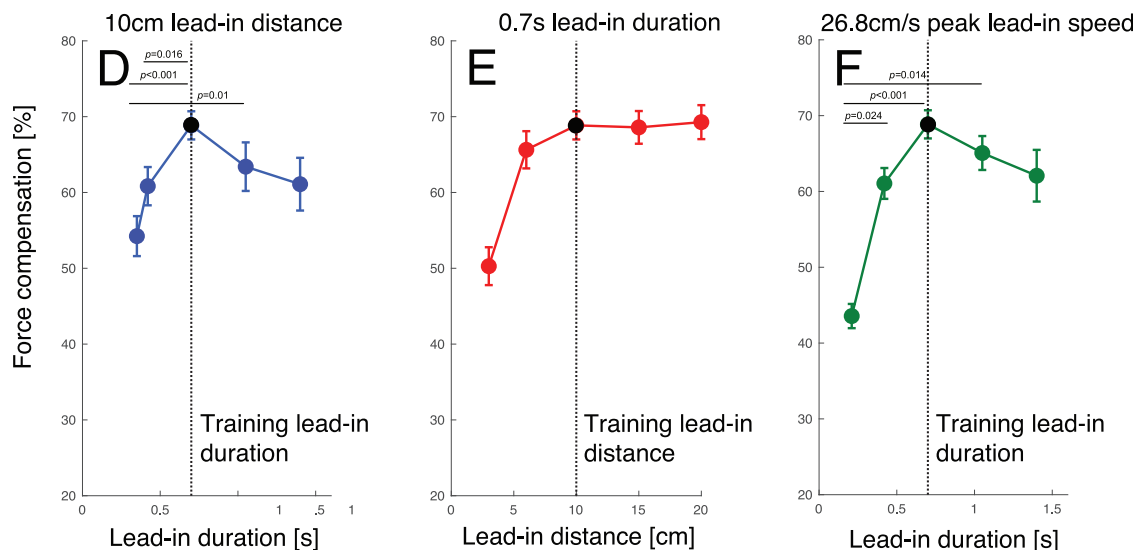 10cm lead-in distance
0.7s lead-in duration
26.8cm/s peak lead-in speed
Force compensation [%]
D
80
70
60
50
40
30
20
p=0.016
p<0.001
p=0.01
Training lead-in
duration
0
0.5
1
.5
1
Lead-in duration [s]
E
80
70
60
50
40
30
20
Training lead-in
distance
0
5
10
15
20
Lead-in distance [cm]
F
80
70
60
50
40
30
20
p=0.014
p<0.001
p=0.024
Training lead-in
duration
0
0.5
1
1.5
Lead-in duration [s]